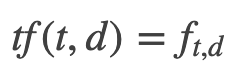 tf(t, d) = f_{t,d}